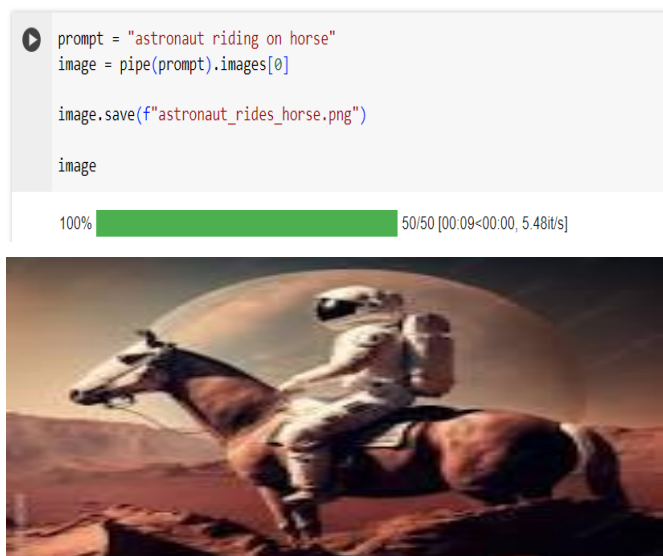 prompt = "astronaut riding on horse"
image = pipe(prompt).images[0]
image.save(f"astronaut_rides_horse.png")
image
100% 50/50 [00:09<00:00, 5.48it/s]